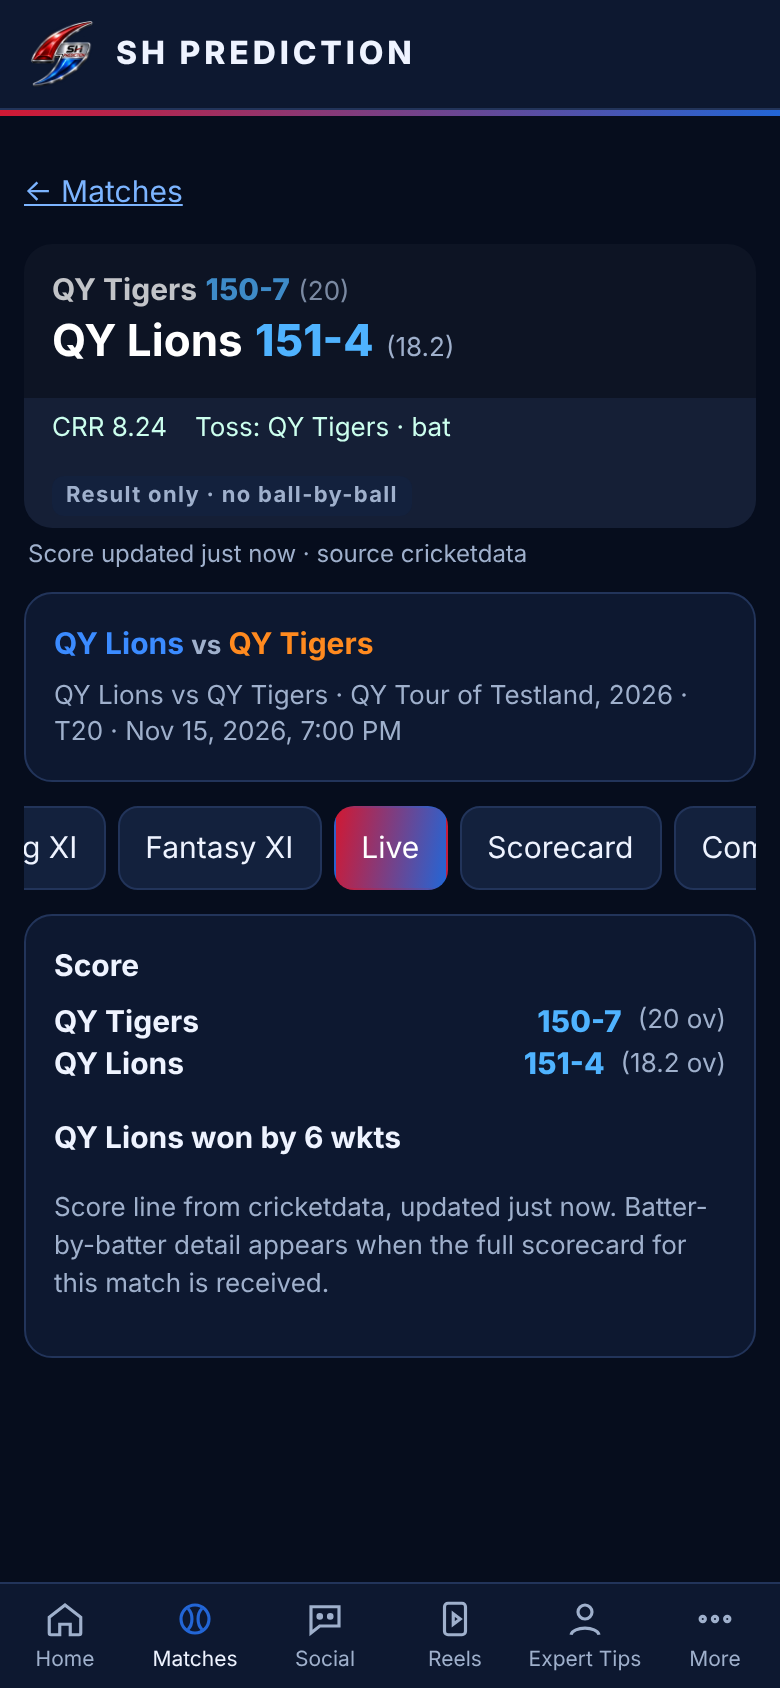 SH
SH PREDICTION
← Matches
QY Tigers 150-7 (20)
QY Lions 151-4 (18.2)
CRR 8.24 Toss: QY Tigers · bat
Result only · no ball-by-ball
Score updated just now · source cricketdata
QY Lions vs QY Tigers
QY Lions vs QY Tigers · QY Tour of Testland, 2026 ·
T20 · Nov 15, 2026, 7:00 PM
g XI Fantasy XI Live Scorecard Com
Score
QY Tigers 150-7 (20 ov)
QY Lions 151-4 (18.2 ov)
QY Lions won by 6 wkts
Score line from cricketdata, updated just now. Batter-
by-batter detail appears when the full scorecard for
this match is received.
Home Matches Social Reels Expert Tips More